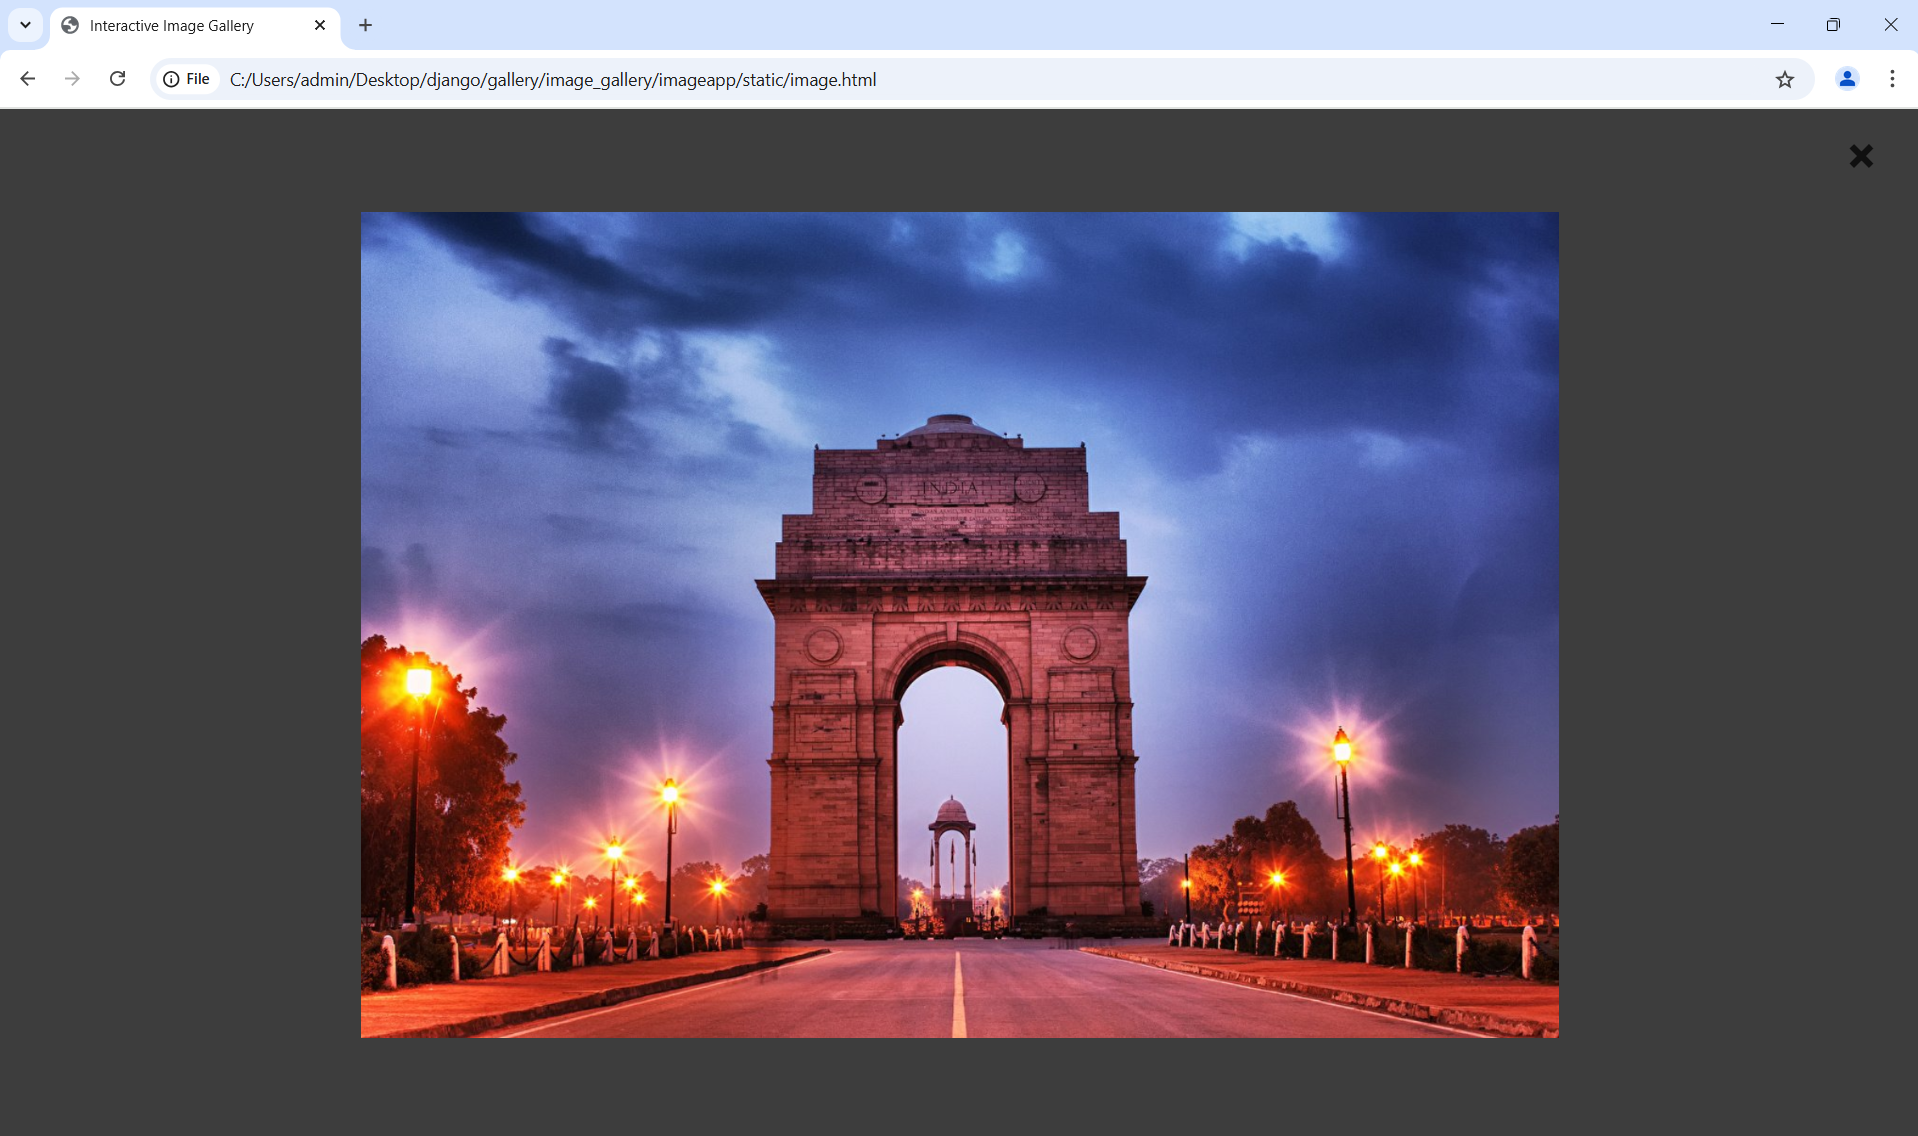 Interactive Image Gallery
File
C:/Users/admin/Desktop/django/gallery/image_gallery/imageapp/static/image.html
INDIA